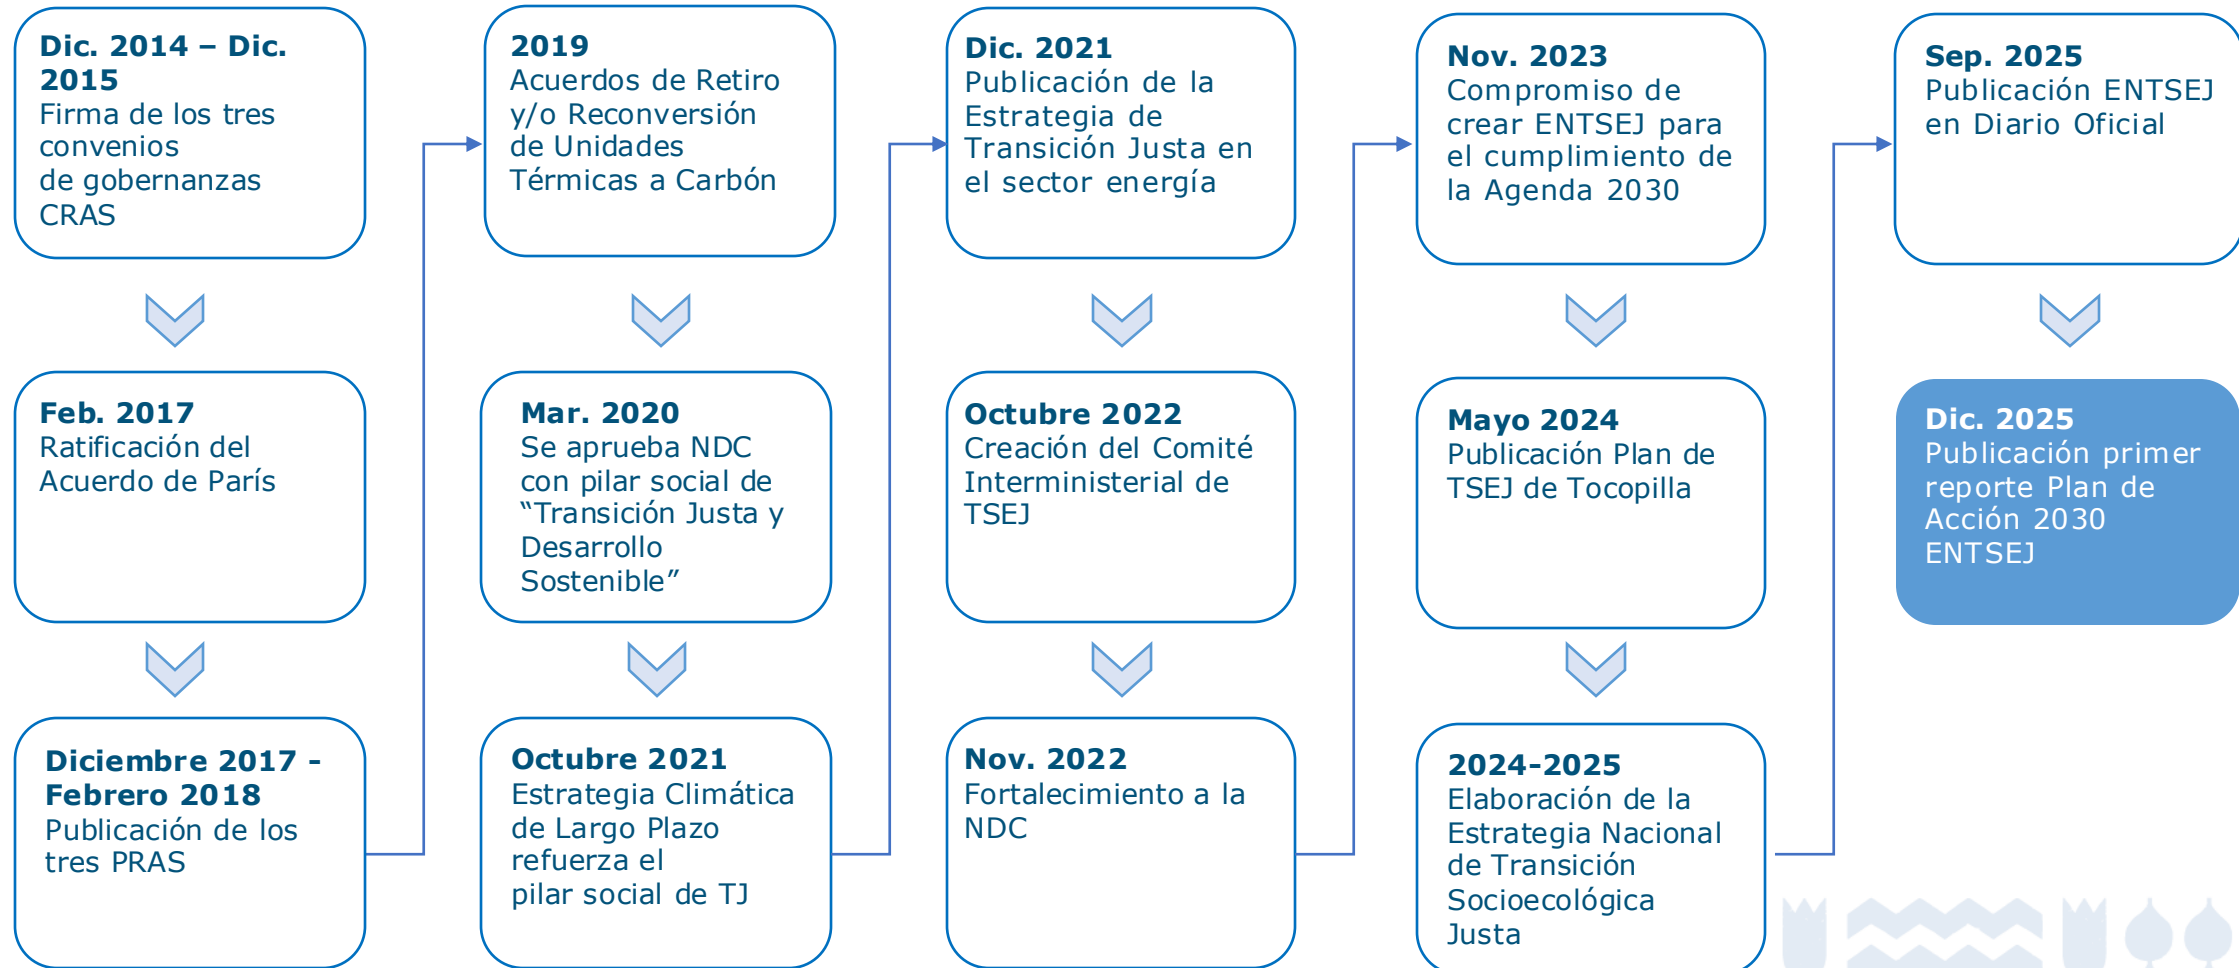 Dic. 2014 – Dic.
2015
Firma de los tres
convenios
de gobernanzas
CRAS
Feb. 2017
Ratificación del
Acuerdo de París
Diciembre 2017 -
Febrero 2018
Publicación de los
tres PRAS
2019
Acuerdos de Retiro
y/o Reconversión
de Unidades
Térmicas a Carbón
Mar. 2020
Se aprueba NDC
con pilar social de
“Transición Justa y
Desarrollo
Sostenible”
Octubre 2021
Estrategia Climática
de Largo Plazo
refuerza el
pilar social de TJ
Dic. 2021
Publicación de la
Estrategia de
Transición Justa en
el sector energía
Octubre 2022
Creación del Comité
Interministerial de
TSEJ
Nov. 2022
Fortalecimiento a la
NDC
Nov. 2023
Compromiso de
crear ENTSEJ para
el cumplimiento de
la Agenda 2030
Mayo 2024
Publicación Plan de
TSEJ de Tocopilla
2024-2025
Elaboración de la
Estrategia Nacional
de Transición
Socioecológica
Justa
Sep. 2025
Publicación ENTSEJ
en Diario Oficial
Dic. 2025
Publicación primer
reporte Plan de
Acción 2030
ENTSEJ